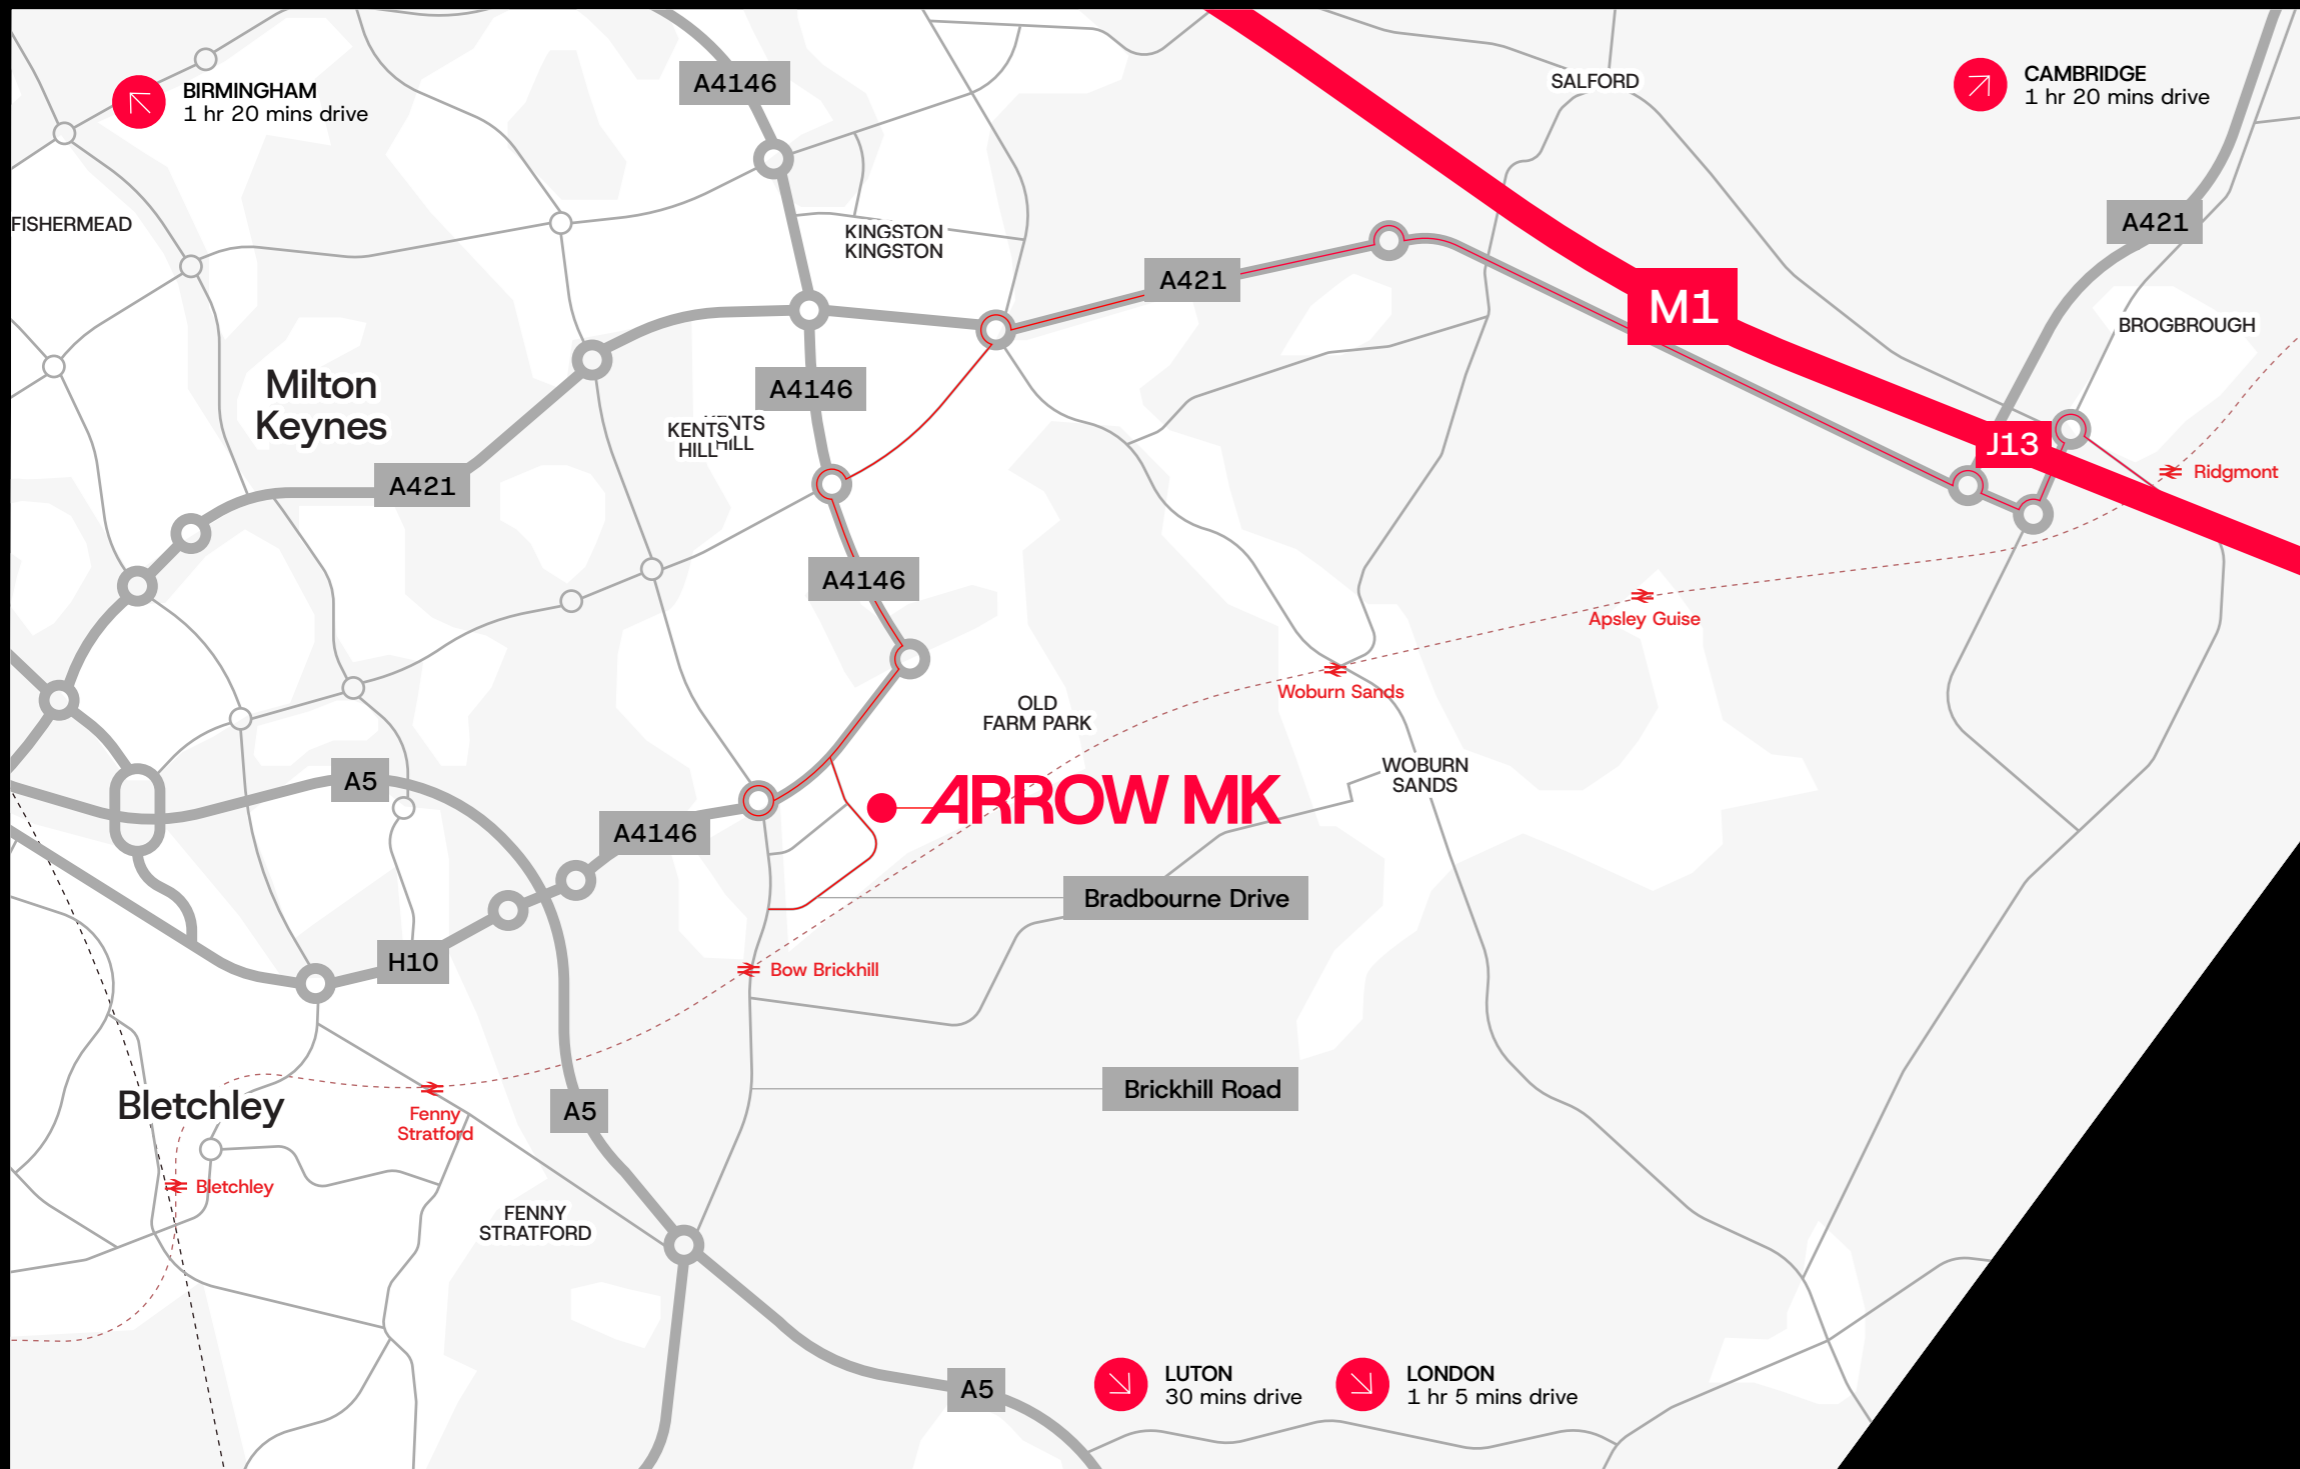 A4146
SALFORD
CAMBRIDGE
1 hr 20 mins drive
BIRMINGHAM
1 hr 20 mins drive
FISHERMEAD
A421
KINGSTON
KINGSTON
A421
M1
BROGBROUGH
Milton
Keynes
A4146
KENTS
HILL
HILL
J13
Ridgmont
A421
A4146
Apsley Guise
Woburn Sands
OLD
FARM PARK
WOBURN
SANDS
A5
ARROW MK
A4146
Bradbourne Drive
H10
Bow Brickhill
Brickhill Road
Bletchley
Fenny
Stratford
A5
Bletchley
FENNY
STRATFORD
LUTON
30 mins drive
LONDON
1 hr 5 mins drive
A5